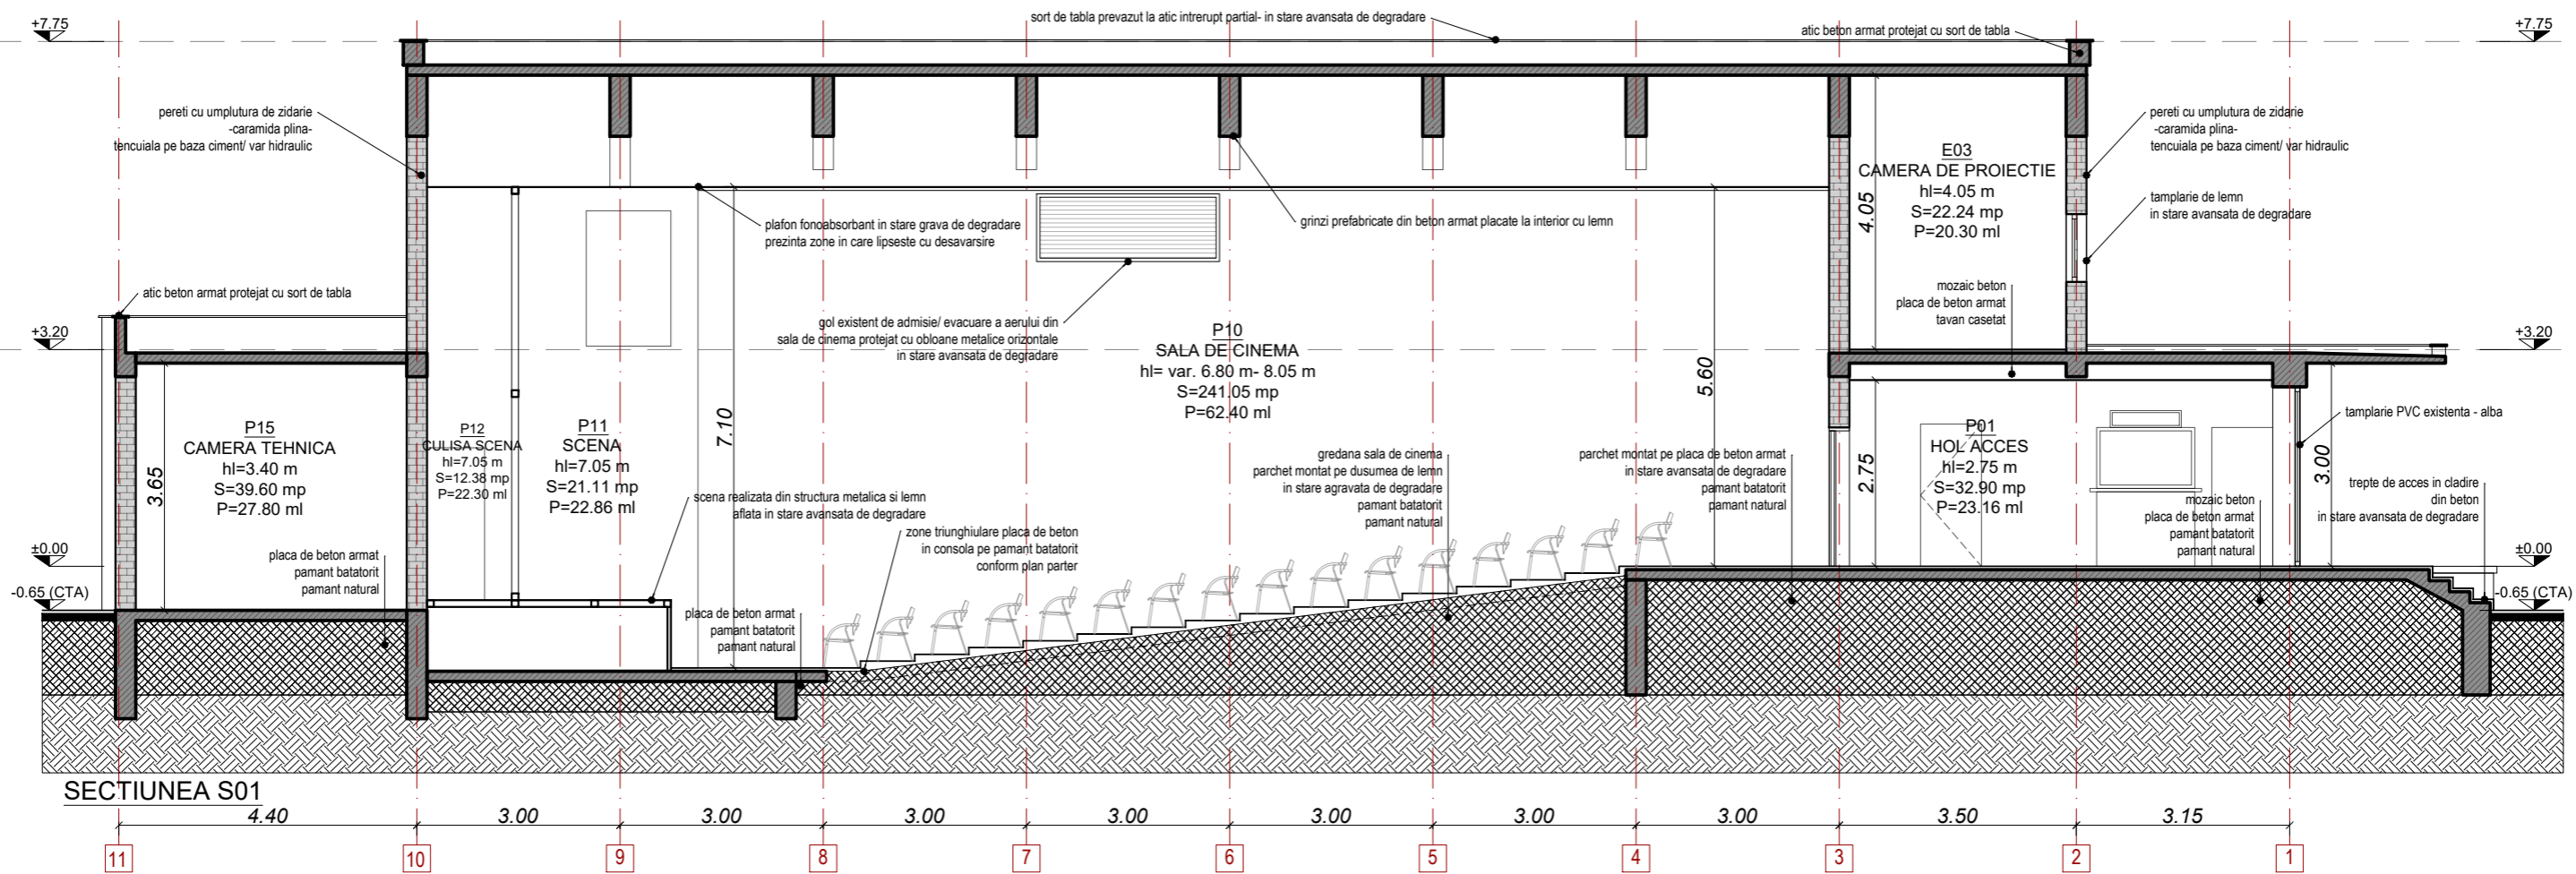 sort de tabla prevazut la atic intrerupt partial- in stare avansata de degradare
+7.75
atic beton armat protejat cu sort de tabla
+7.75
pereti cu umplutura de zidarie
-caramida plina-
tencuiala pe baza ciment/ var hidraulic
pereti cu umplutura de zidarie
-caramida plina-
tencuiala pe baza ciment/ var hidraulic
E03
CAMERA DE PROIECTIE
hl=4.05 m
S=22.24 mp
P=20.30 ml
4.05
tamplarie de lemn
in stare avansata de degradare
plafon fonoabsorbant in stare grava de degradare
prezinta zone in care lipseste cu desavarsire
grinzi prefabricate din beton armat placate la interior cu lemn
mozaic beton
placa de beton armat
tavan casetat
atic beton armat protejat cu sort de tabla
+3.20
gol existent de admisie/ evacuare a aerului din
sala de cinema protejat cu obloane metalice orizontale
in stare avansata de degradare
P10
SALA DE CINEMA
hl= var. 6.80 m- 8.05 m
S=241.05 mp
P=62.40 ml
+3.20
5.60
7.10
P15
CAMERA TEHNICA
hl=3.40 m
S=39.60 mp
P=27.80 ml
3.65
P12
CULISA SCENA
hl=7.05 m
S=12.38 mp
P=22.30 ml
P11
SCENA
hl=7.05 m
S=21.11 mp
P=22.86 ml
P01
HOL ACCES
hl=2.75 m
S=32.90 mp
P=23.16 ml
2.75
3.00
tamplarie PVC existenta - alba
gredana sala de cinema
parchet montat pe dusumea de lemn
in stare agravata de degradare
pamant batatorit
pamant natural
parchet montat pe placa de beton armat
in stare avansata de degradare
pamant batatorit
pamant natural
mozaic beton
placa de beton armat
pamant batatorit
pamant natural
trepte de acces in cladire
din beton
in stare avansata de degradare
scena realizata din structura metalica si lemn
aflata in stare avansata de degradare
zone triunghiulare placa de beton
in consola pe pamant batatorit
conform plan parter
±0.00
placa de beton armat
pamant batatorit
pamant natural
±0.00
-0.65 (CTA)
-0.65 (CTA)
placa de beton armat
pamant batatorit
pamant natural
SECTIUNEA S01
4.40
3.00
3.00
3.00
3.00
3.00
3.00
3.00
3.50
3.15
11
10
9
8
7
6
5
4
3
2
1